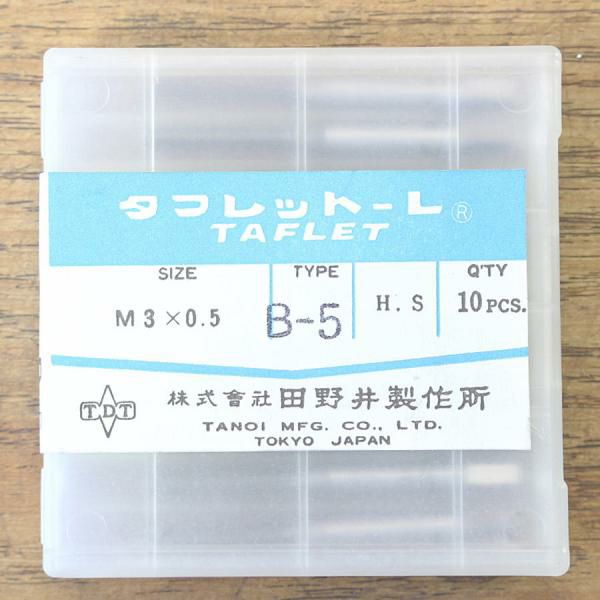 タフレット-L ®
TAFLET
SIZE TYPE Q'TY
M3×0.5 B-5 H.S 10PCS.
TDT 株式會社 田野井製作所
TANOI MFG. CO., LTD.
TOKYO JAPAN